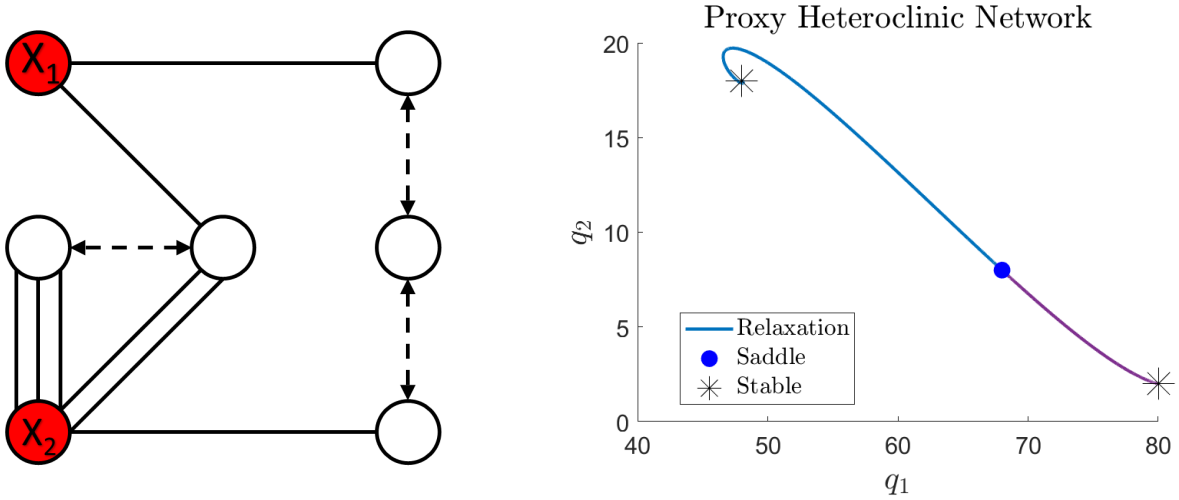 X₁
X₂
Proxy Heteroclinic Network
20
15
10
5
0
q₂
Relaxation
Saddle
Stable
40 50 60 70 80
q₁